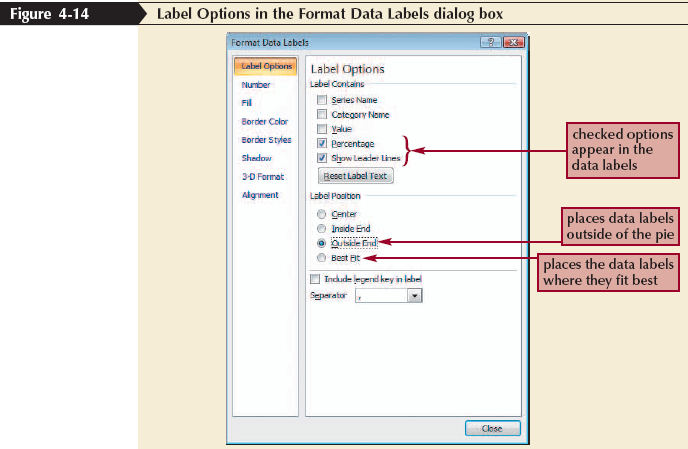 Figure 4-14
Label Options in the Format Data Labels dialog box
Format Data Labels
Label Options
Number
Fill
Border Color
Border Styles
Shadow
3-D Format
Alignment
Label Options
Label Contains
Series Name
Category Name
Value
Percentage
Show Leader Lines
Reset Label Text
Label Position
Center
Inside End
Outside End
Best Fit
Include legend key in label
Separator ,
Close
checked options
appear in the
data labels
places data labels
outside of the pie
places the data labels
where they fit best